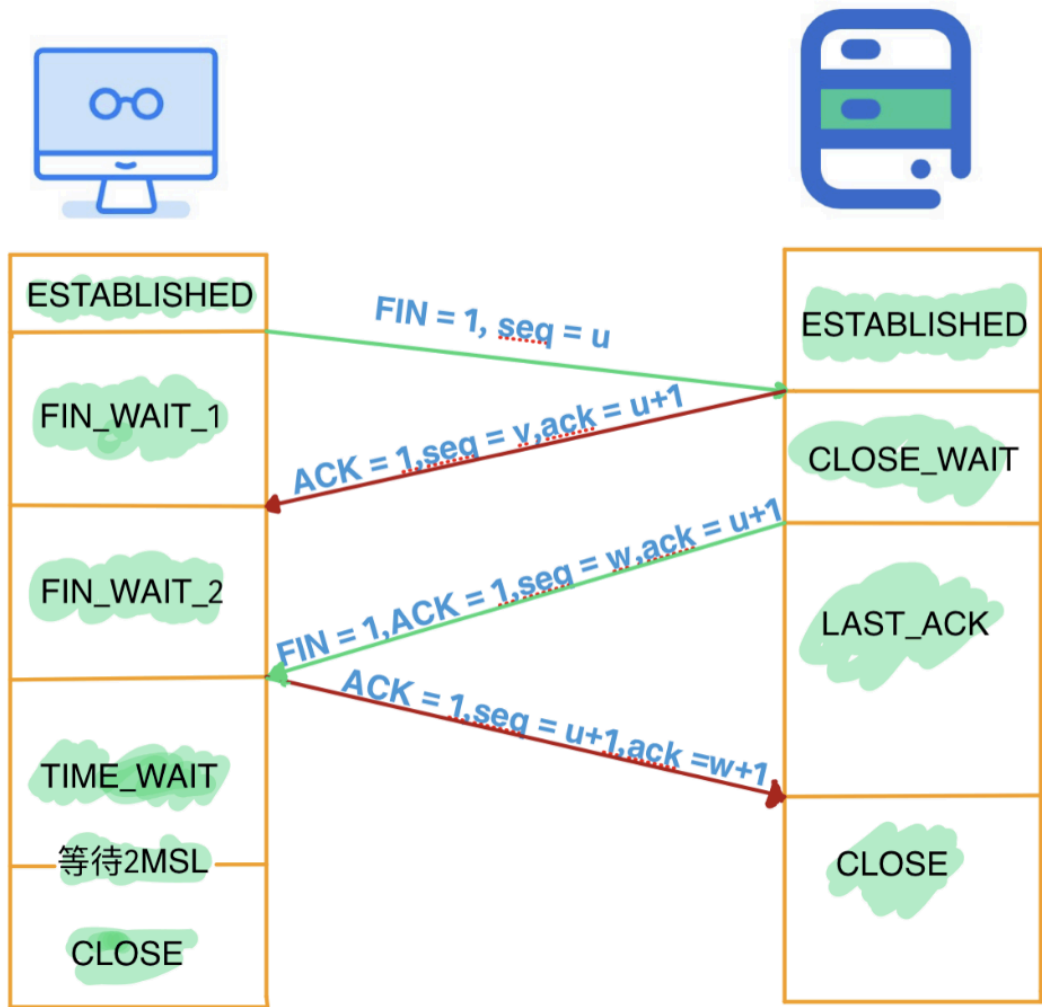 ESTABLISHED
ESTABLISHED
FIN = 1, seq = u
FIN_WAIT_1
ACK = 1,seq = v,ack = u+1
CLOSE_WAIT
FIN_WAIT_2
FIN = 1,ACK = 1,seq = w,ack = u+1
LAST_ACK
ACK = 1,seq = u+1,ack =w+1
TIME_WAIT
等待2MSL
CLOSE
CLOSE